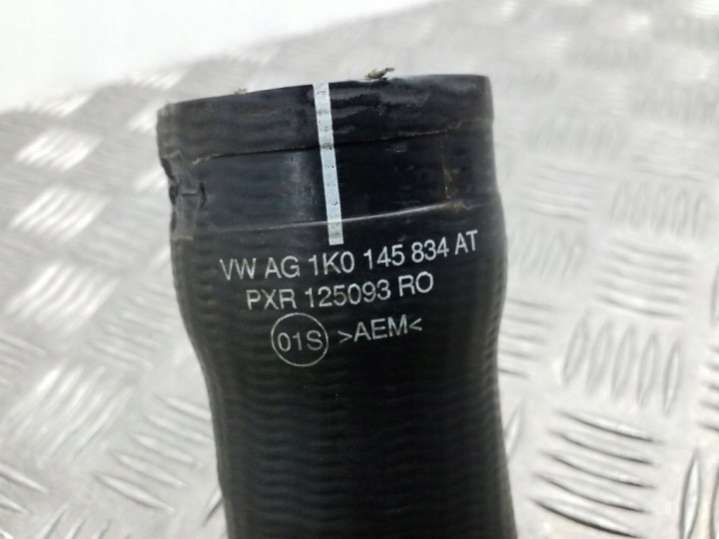 VW AG 1K0 145 834 AT
PXR 125093 RO
01S >AEM<